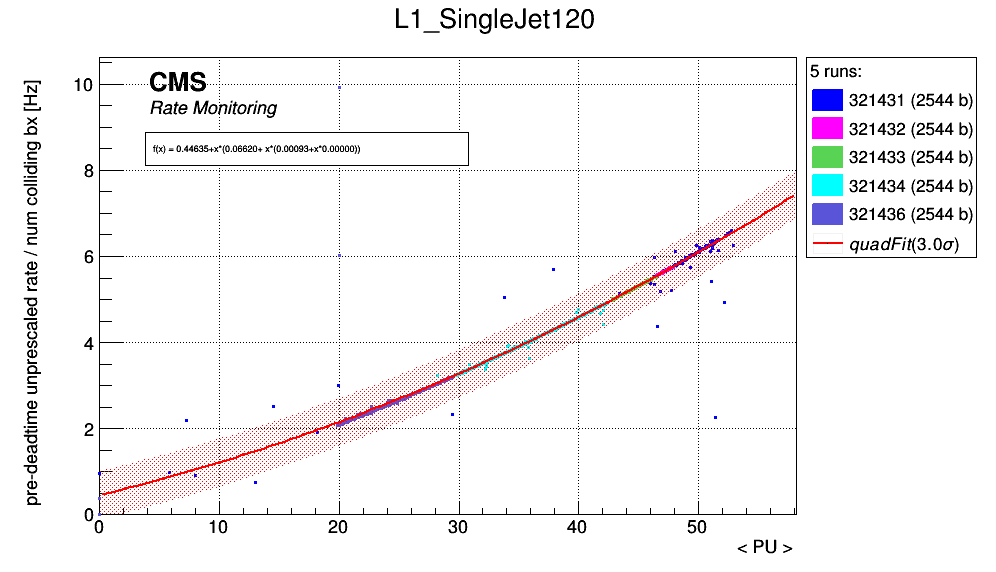 L1_SingleJet120
pre-deadtime unprescaled rate / num colliding bx [Hz]
10
8
6
4
2
0
CMS
Rate Monitoring
f(x) = 0.44635+x*(0.06620+ x*(0.00093+x*0.00000))
0 10 20 30 40 50
< PU >
5 runs:
321431 (2544 b)
321432 (2544 b)
321433 (2544 b)
321434 (2544 b)
321436 (2544 b)
quadFit(3.0σ)